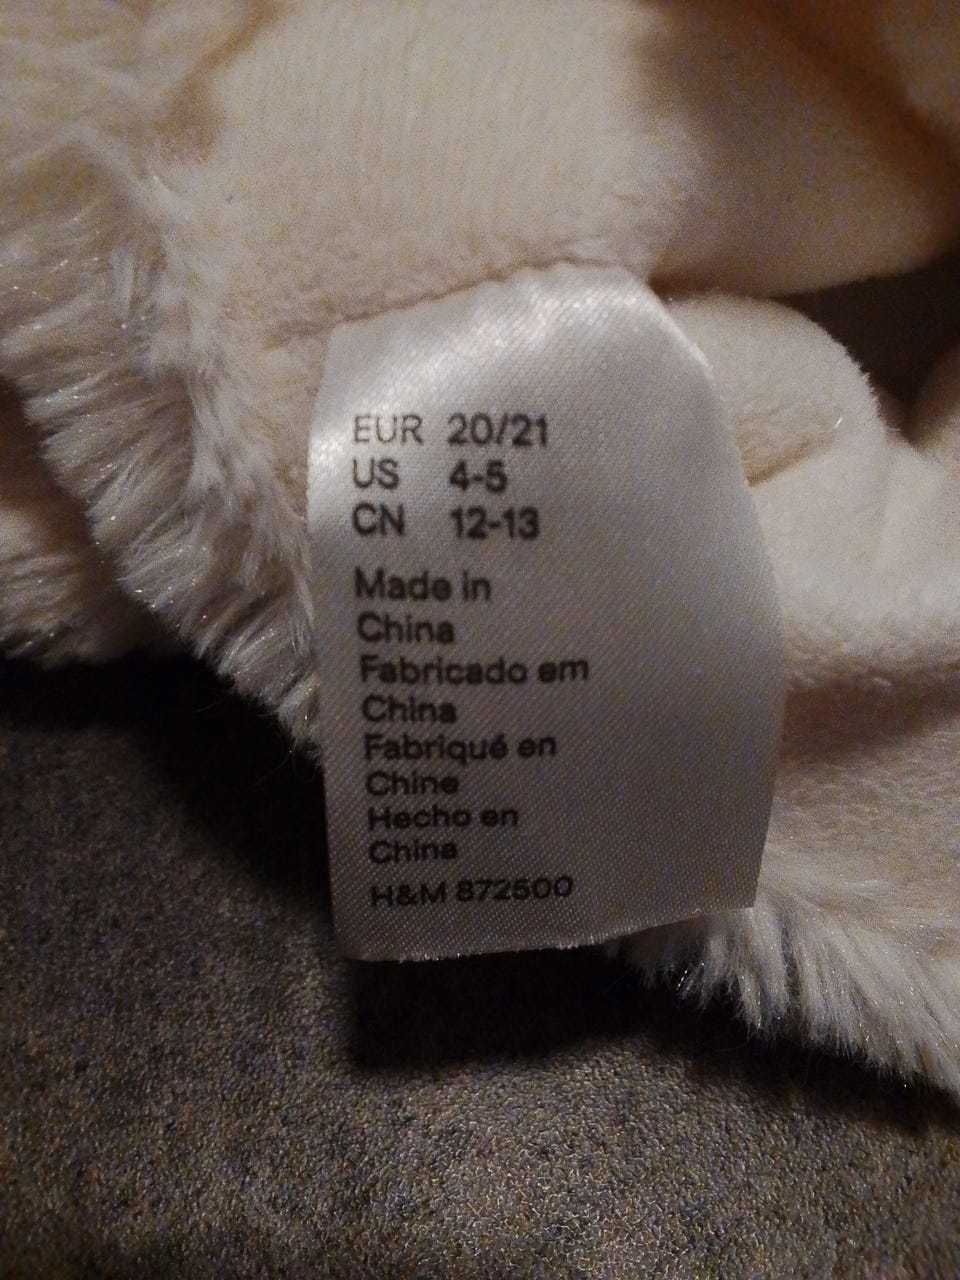 EUR 20/21
US 4-5
CN 12-13
Made in
China
Fabricado em
China
Fabriqué en
Chine
Hecho en
China
H&M 872500